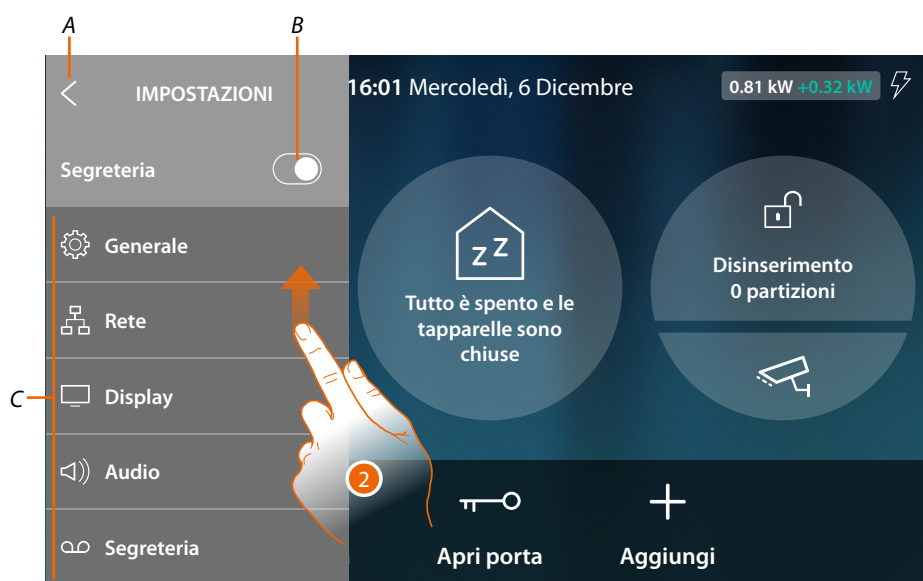 A
B
IMPOSTAZIONI
16:01 Mercoledì, 6 Dicembre
0.81 kW +0.32 kW
Segreteria
Generale
Rete
Display
Audio
Segreteria
C
zZ
Tutto è spento e le
tapparelle sono
chiuse
Disinserimento
0 partizioni
2
Apri porta
Aggiungi